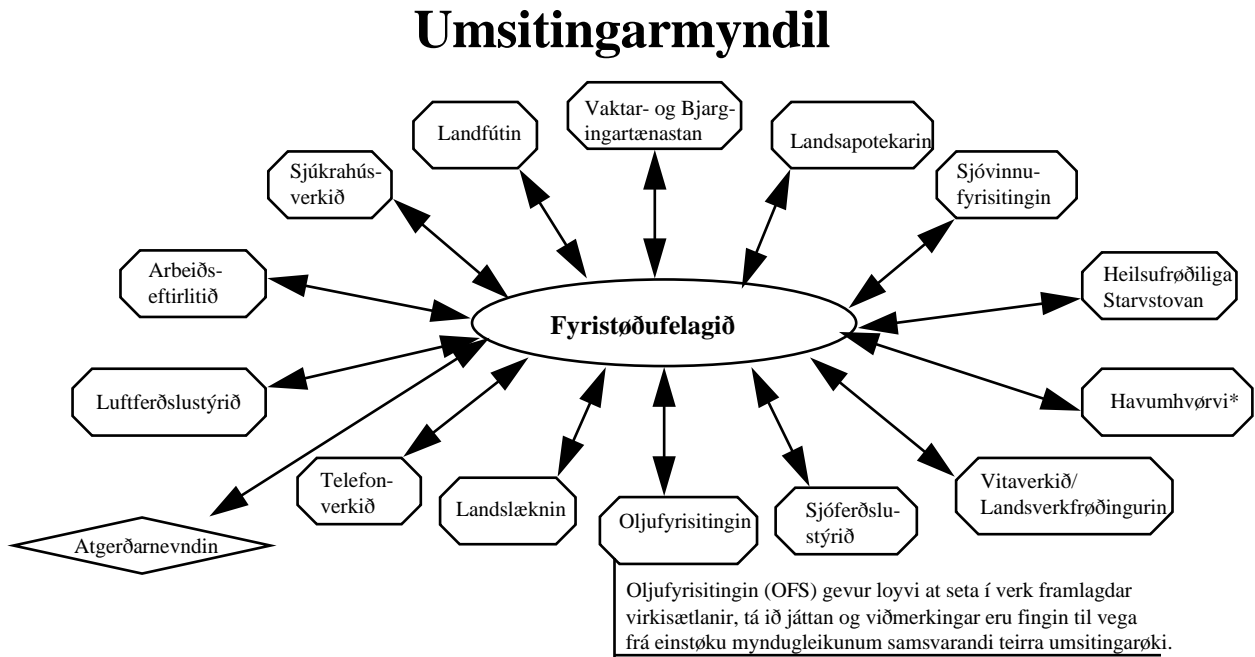 Umsitingarmyndil
Vaktar- og Bjarg-
ingartænastan
Landfútin
Landsapotekarin
Sjúkrahús-
verkið
Sjóvinnu-
fyrisitingin
Arbeiðs-
eftirlitið
Heilsufrøðiliga
Starvstovan
Fyristøðufelagið
Luftferðslustýrið
Havumhvørvi*
Telefon-
verkið
Landslæknin
Oljufyrisitingin
Sjóferðslu-
stýrið
Vitaverkið/
Landsverkfrøðingurin
Atgerðarnevndin
Oljufyrisitingin (OFS) gevur loyvi at seta í verk framlagdar
virkisætlanir, tá ið játtan og viðmerkingar eru fingin til vega
frá einstøku myndugleikunum samsvarandi teirra umsitingarøki.